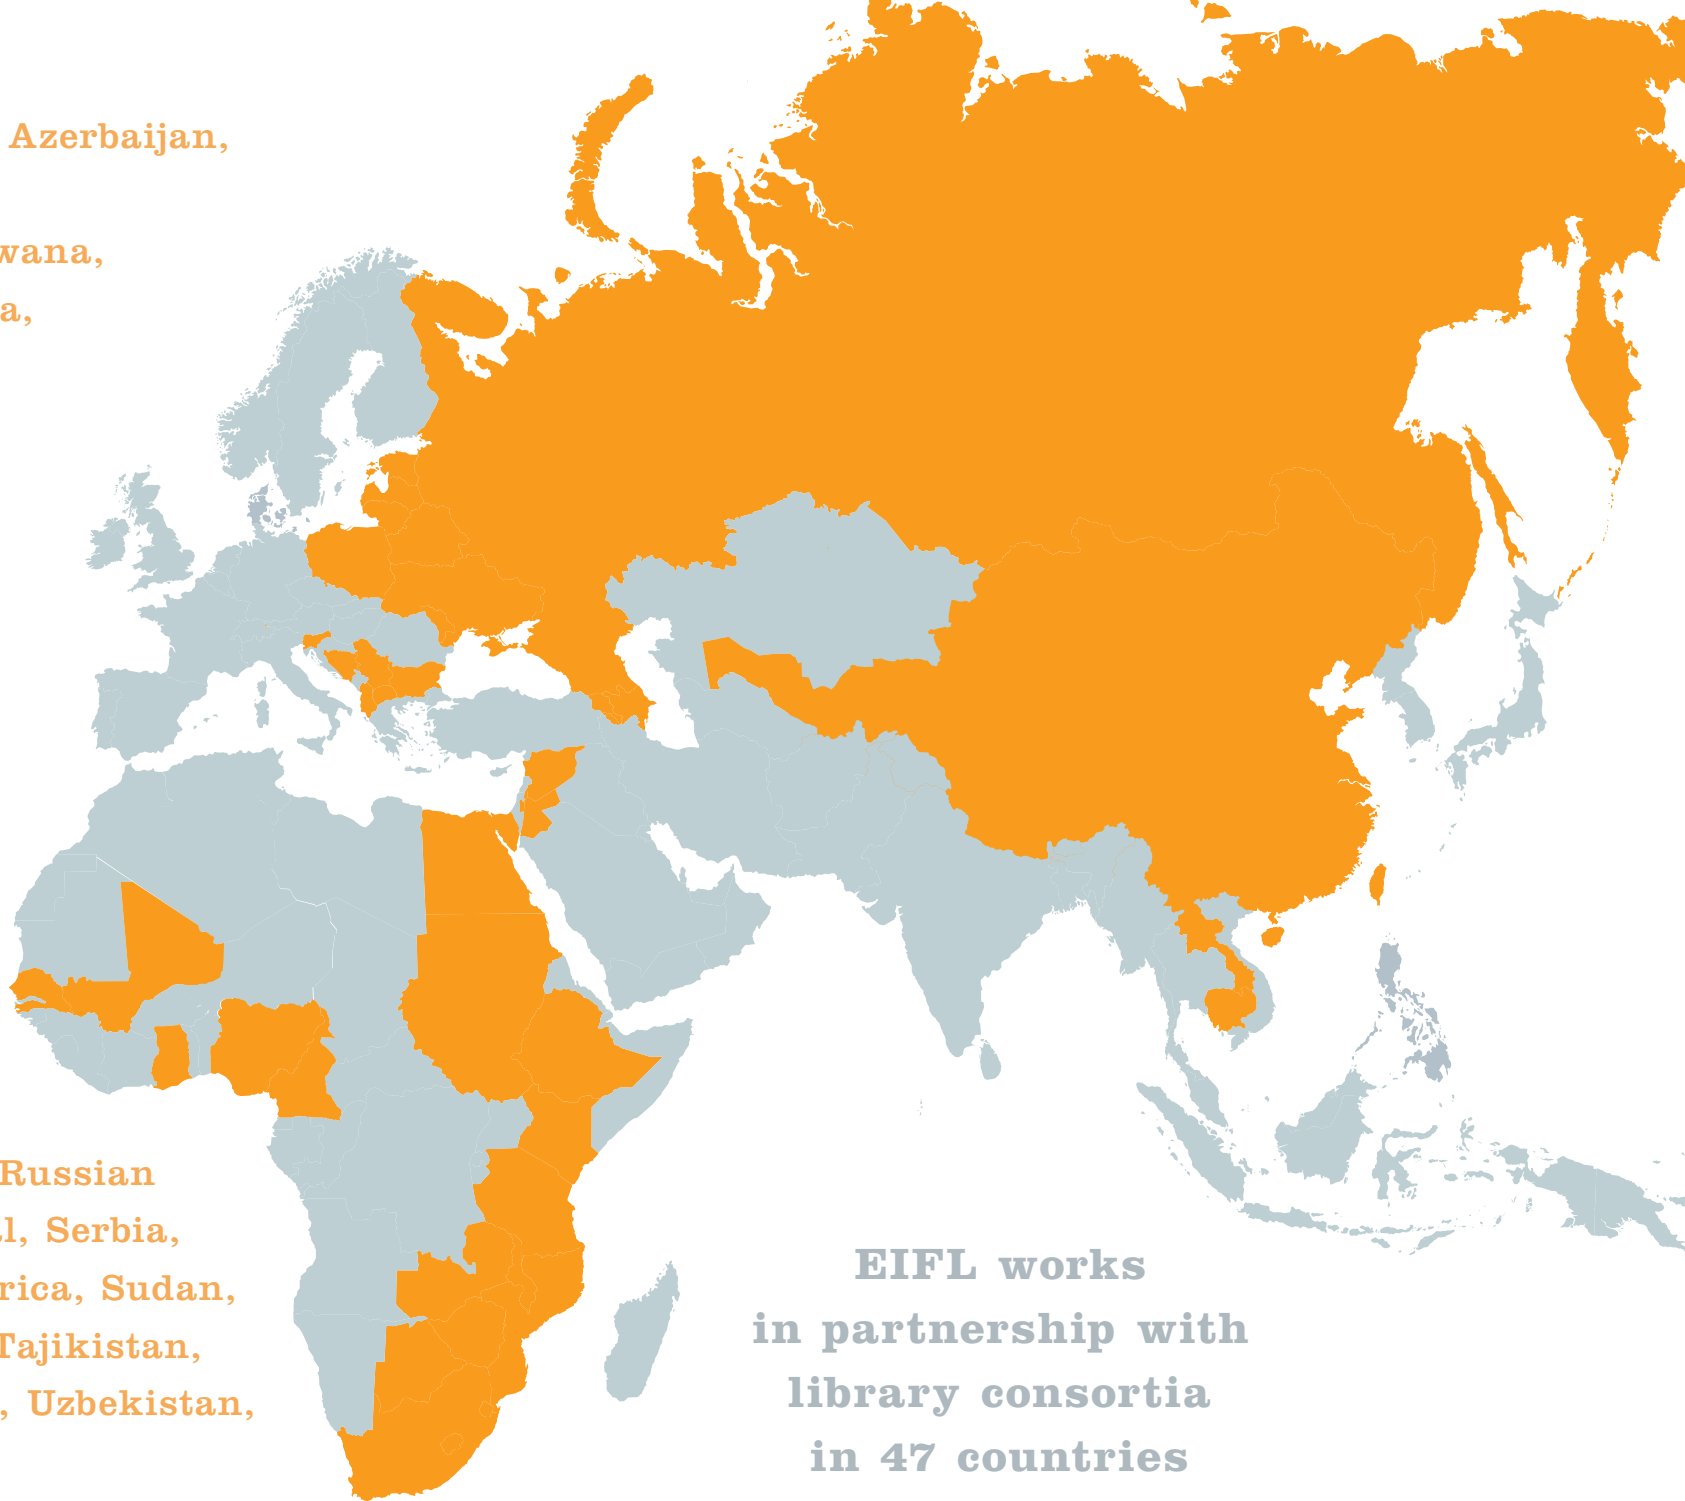 Azerbaijan,
wana,
a,
Russian
l, Serbia,
rica, Sudan,
Tajikistan,
, Uzbekistan,
EIFL works
in partnership with
library consortia
in 47 countries